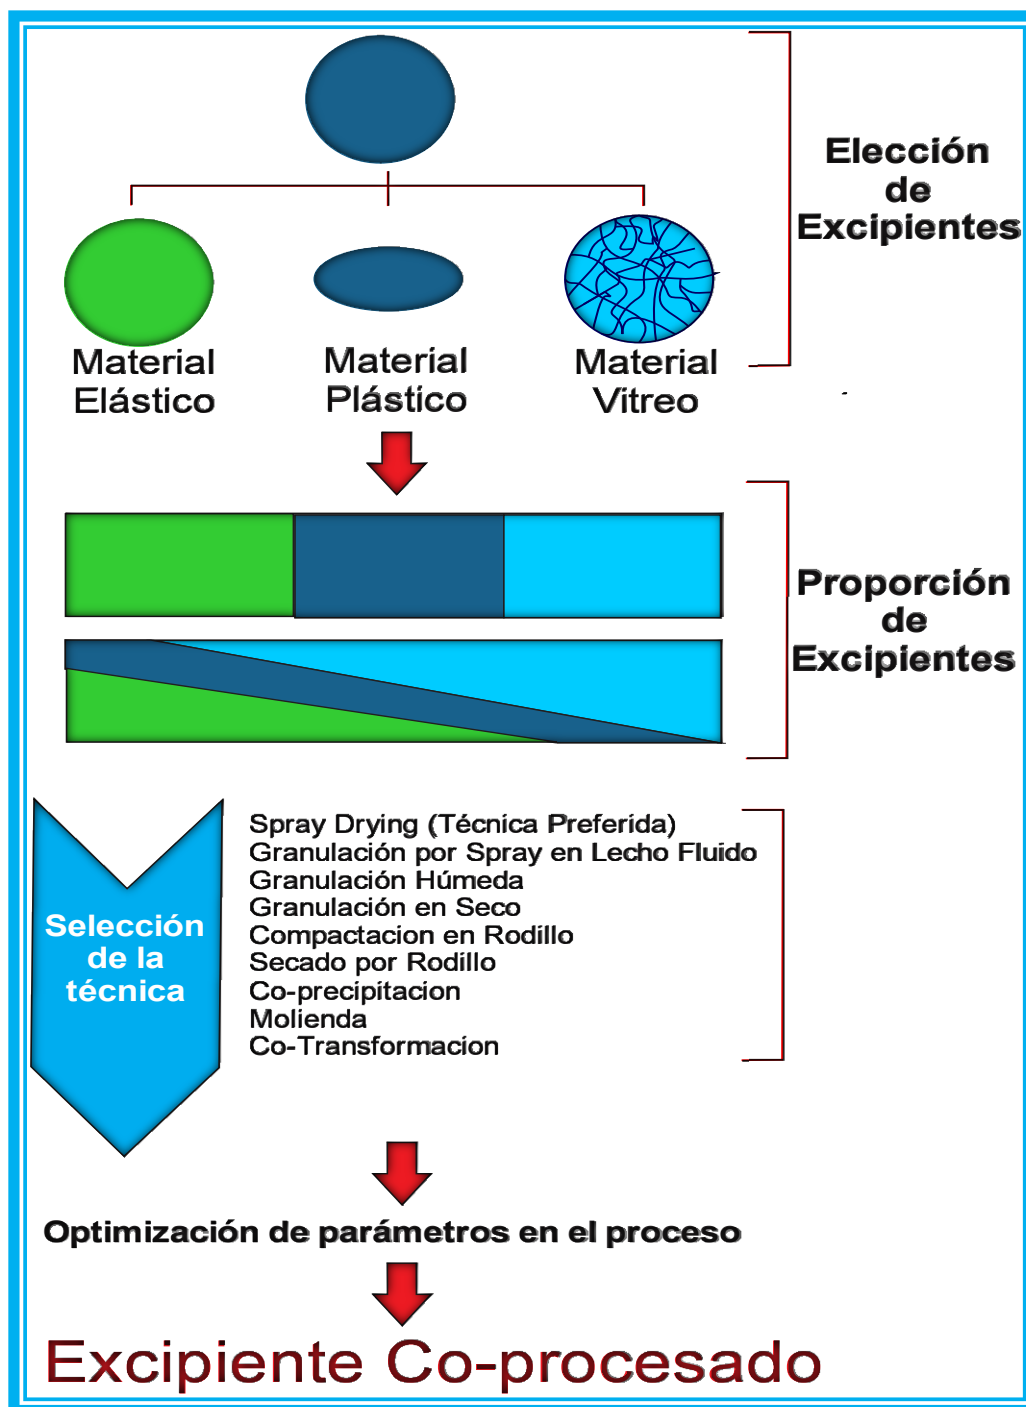 Elección
de
Excipientes
Material
Elástico
Material
Plástico
Material
Vitreo
Proporción
de
Excipientes
Selección
de la
técnica
Spray Drying (Técnica Preferida)
Granulación por Spray en Lecho Fluido
Granulación Húmeda
Granulación en Seco
Compactacion en Rodillo
Secado por Rodillo
Co-precipitacion
Molienda
Co-Transformacion
Optimización de parámetros en el proceso
Excipiente Co-procesado